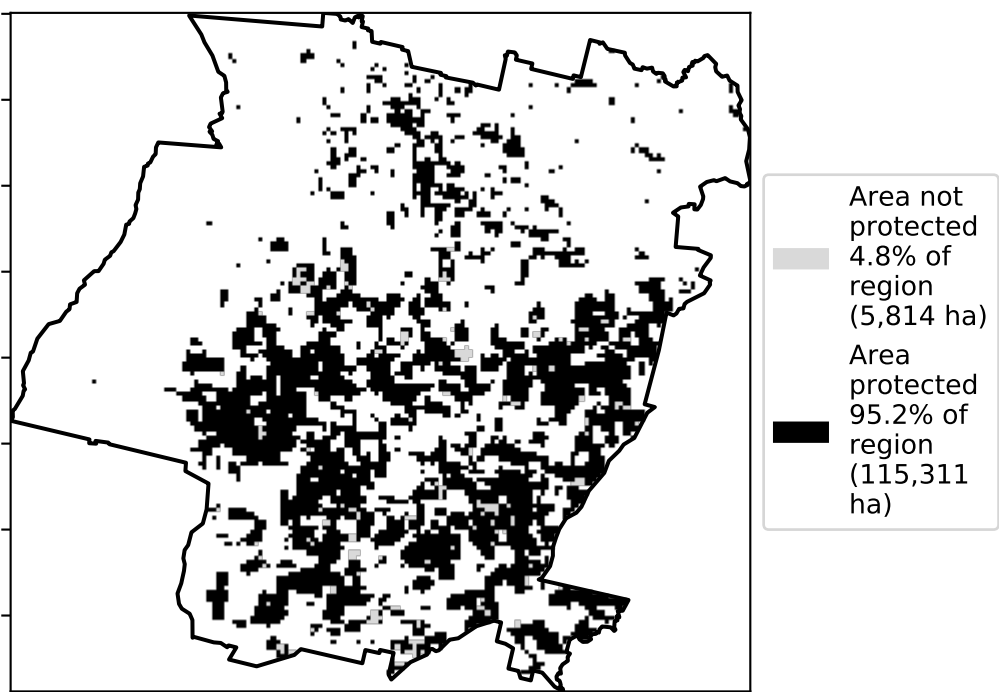 Area not
protected
4.8% of
region
(5,814 ha)
Area
protected
95.2% of
region
(115,311
ha)